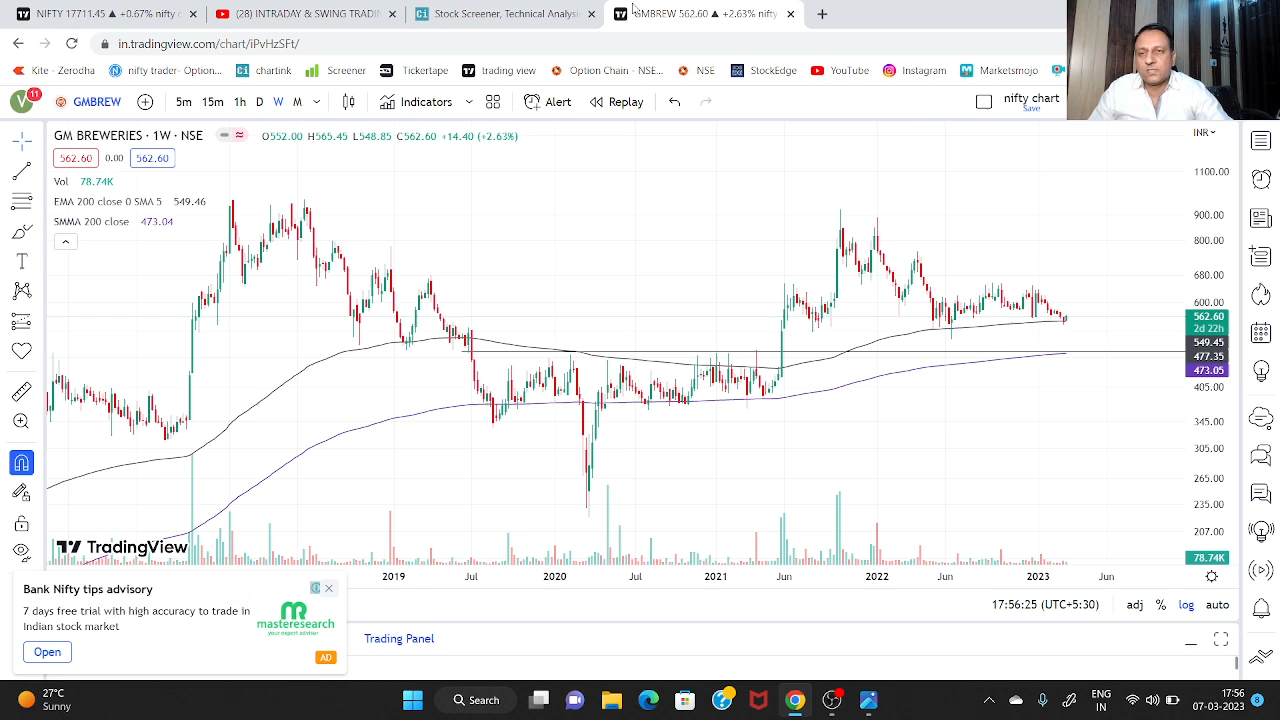 NIFTY 17711.45 ▲ +0.67% nifty
(28) INTRADAY & SWING TRADIN
Stock Screener, Technical Analysis
GMBREW 562.60 ▲ +2.63% nifty
in.tradingview.com/chart/iPvHzSFt/
Kite - Zerodha
nifty trader - Option...
chartink
Screener
Tickertape
trading view
Option Chain - NSE...
NSE
StockEdge
YouTube
Instagram
Marketsmojo
V 11
GMBREW
5m 15m 1h D W M
Indicators
Alert
Replay
nifty chart
Save
GM BREWERIES · 1W · NSE
O552.00 H565.45 L548.85 C562.60 +14.40 (+2.63%)
INR
562.60 0.00 562.60
Vol 78.74K
EMA 200 close 0 SMA 5 549.46
SMMA 200 close 473.04
1100.00
900.00
800.00
680.00
600.00
562.60
2d 22h
549.45
477.35
473.05
405.00
345.00
305.00
265.00
235.00
207.00
78.74K
TradingView
2019 Jul 2020 Jul 2021 Jun 2022 Jun 2023 Jun
Bank Nifty tips advisory
7 days free trial with high accuracy to trade in
Indian stock market
masteresearch
your expert adviser
Open
AD
17:56:25 (UTC+5:30)
adj % log auto
Trading Panel
27°C
Sunny
Search
ENG
IN
17:56
07-03-2023
8